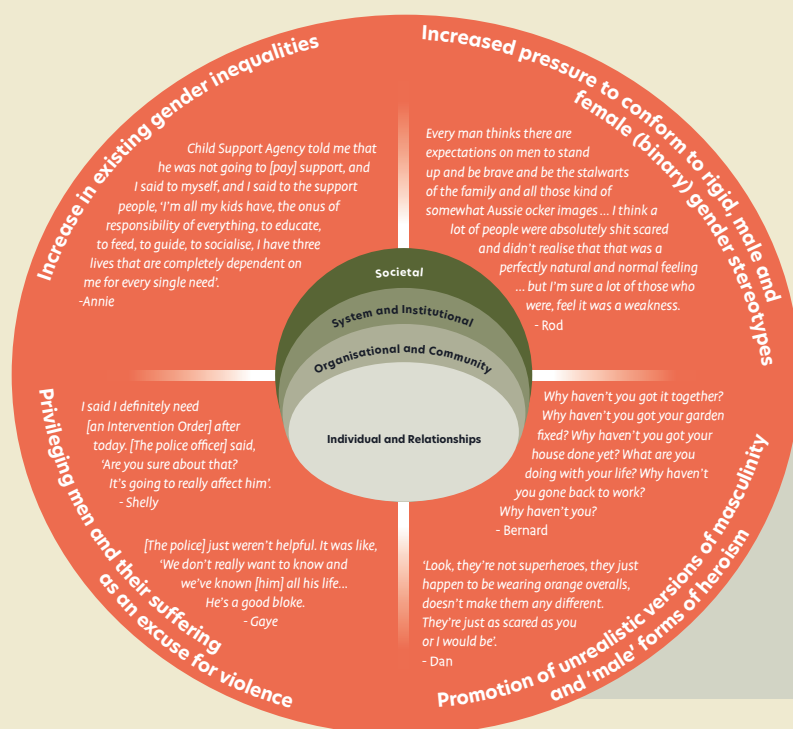 Increase in existing gender inequalities
Child Support Agency told me that
he was not going to [pay] support, and
I said to myself, and I said to the support
people, ‘I’m all my kids have, the onus of
responsibility of everything, to educate,
to feed, to guide, to socialise, I have three
lives that are completely dependent on
me for every single need’.
-Annie
Increased pressure to conform to rigid, male and
female (binary) gender stereotypes
Every man thinks there are
expectations on men to stand
up and be brave and be the stalwarts
of the family and all those kind of
somewhat Aussie ocker images ... I think a
lot of people were absolutely shit scared
and didn’t realise that that was a
perfectly natural and normal feeling
... but I’m sure a lot of those who
were, feel it was a weakness.
- Rod
Societal
System and Institutional
Organisational and Community
Individual and Relationships
Privileging men and their suffering
as an excuse for violence
I said I definitely need
[an Intervention Order] after
today. [The police officer] said,
‘Are you sure about that?
It’s going to really affect him’.
- Shelly
[The police] just weren’t helpful. It was like,
‘We don’t really want to know and
we’ve known [him] all his life...
He’s a good bloke.
- Gaye
Why haven’t you got it together?
Why haven’t you got your garden
fixed? Why haven’t you got your
house done yet? What are you
doing with your life? Why haven’t
you gone back to work?
Why haven’t you?
- Bernard
‘Look, they’re not superheroes, they just
happen to be wearing orange overalls,
doesn’t make them any different.
They’re just as scared as you
or I would be’.
- Dan
Promotion of unrealistic versions of masculinity
and ‘male’ forms of heroism